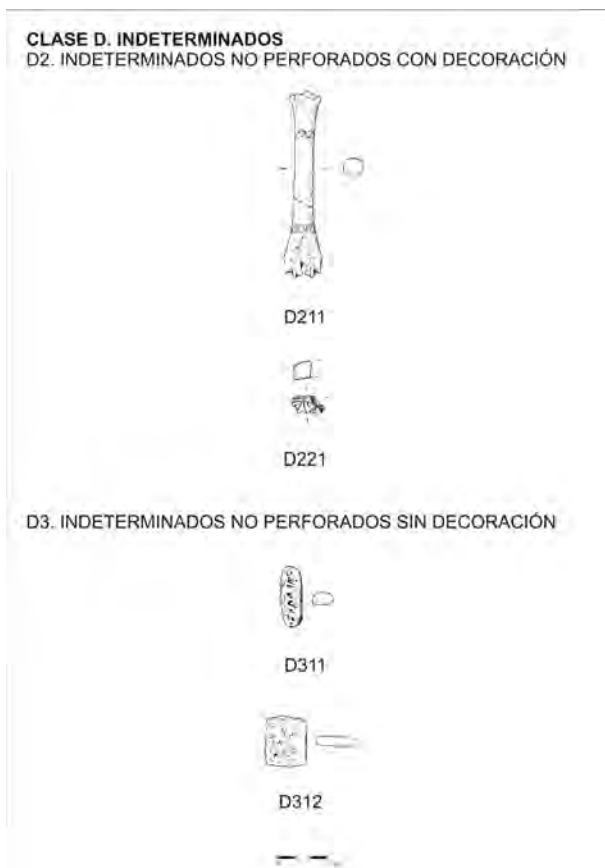 CLASE D. INDETERMINADOS
D2. INDETERMINADOS NO PERFORADOS CON DECORACIÓN
D211
D221
D3. INDETERMINADOS NO PERFORADOS SIN DECORACIÓN
D311
D312